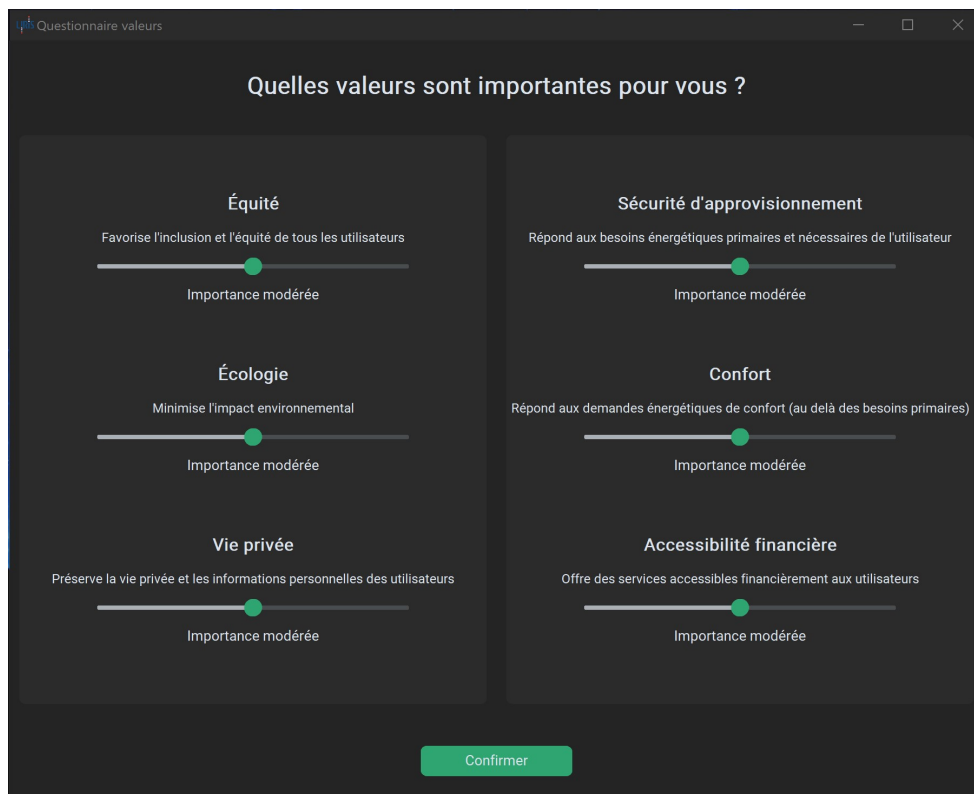 Questionnaire valeurs
Quelles valeurs sont importantes pour vous ?
Équité
Favorise l'inclusion et l'équité de tous les utilisateurs
Importance modérée
Écologie
Minimise l'impact environnemental
Importance modérée
Vie privée
Préserve la vie privée et les informations personnelles des utilisateurs
Importance modérée
Sécurité d'approvisionnement
Répond aux besoins énergétiques primaires et nécessaires de l'utilisateur
Importance modérée
Confort
Répond aux demandes énergétiques de confort (au delà des besoins primaires)
Importance modérée
Accessibilité financière
Offre des services accessibles financièrement aux utilisateurs
Importance modérée
Confirmer